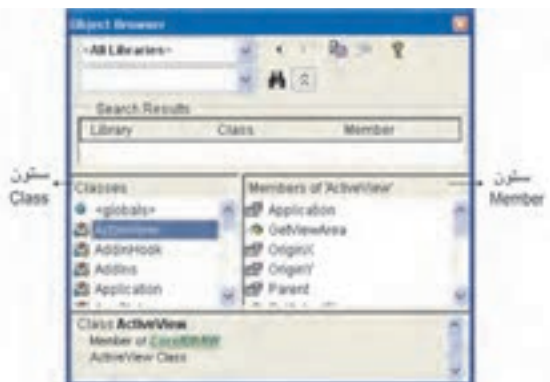 Object Browser
<All Libraries>
Search Results
Library Class Member
ستون
Class
ستون
Member
Classes
Members of 'ActiveView'
<globals>
ActiveView
AddinHook
AddIns
Application
Application
GetViewArea
OriginX
OriginY
Parent
Class ActiveView
Member of CorelDRAW
ActiveView Class